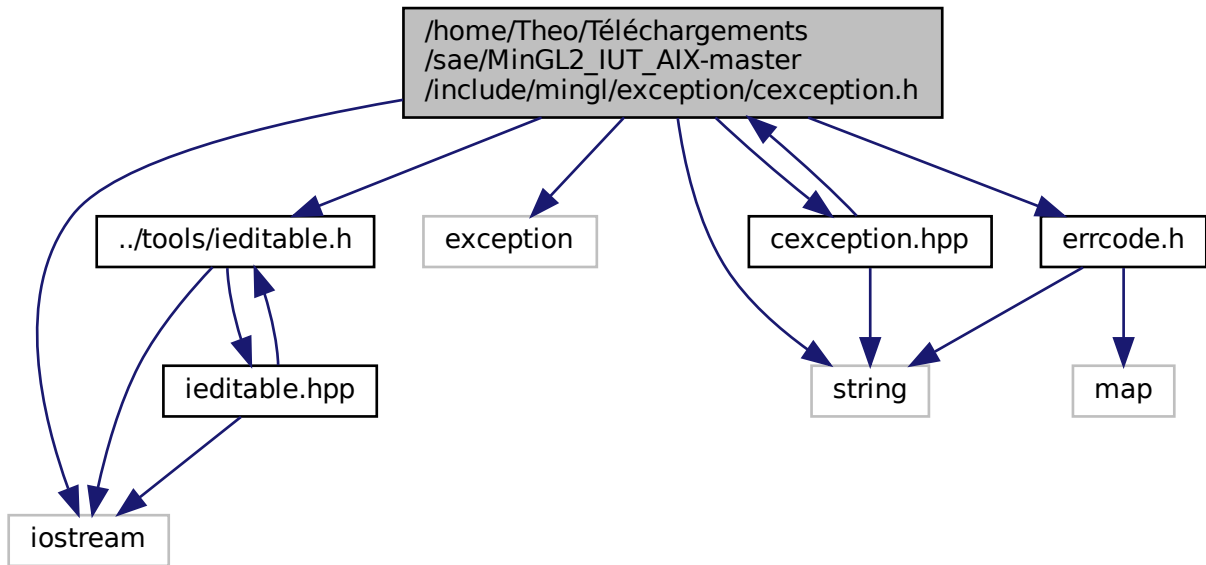 /home/Theo/Téléchargements
/sae/MinGL2_IUT_AIX-master
/include/mingl/exception/cexception.h
../tools/ieditable.h
exception
cexception.hpp
errcode.h
ieditable.hpp
string
map
iostream